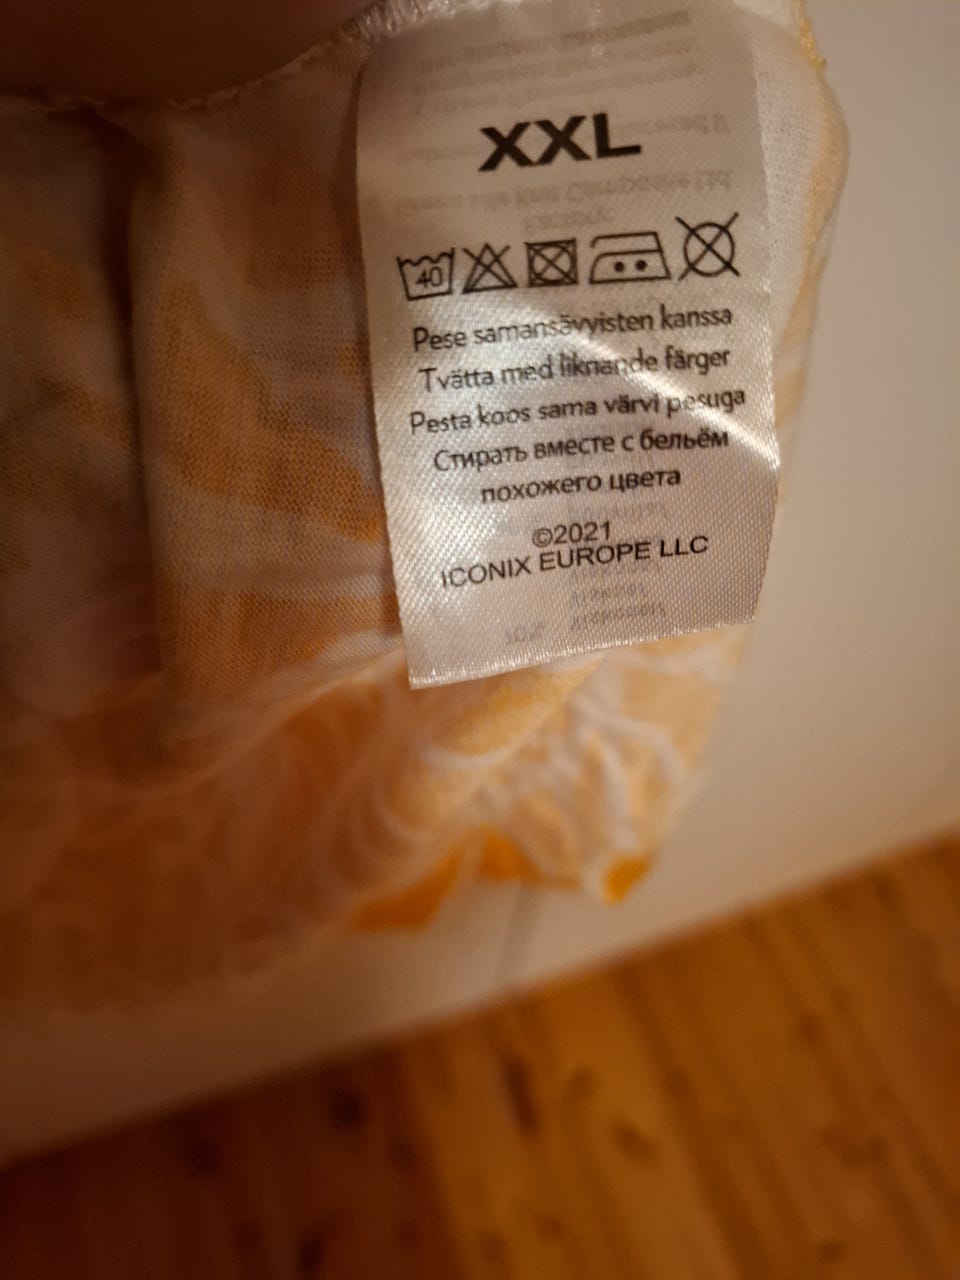 XXL
40
Pese samansävyisten kanssa
Tvätta med liknande färger
Pesta koos sama värvi pesuga
Стирать вместе с бельём
похожего цвета
©2021
ICONIX EUROPE LLC